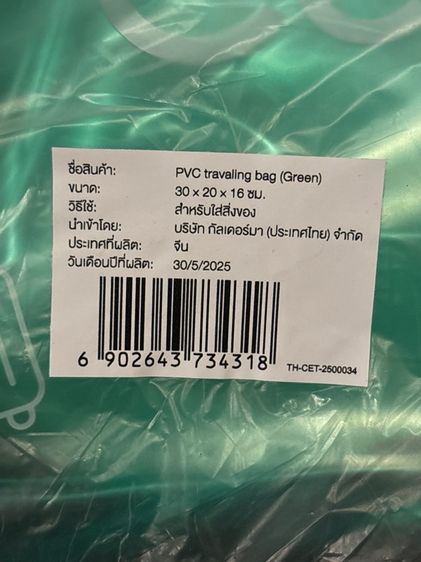 ชื่อสินค้า: PVC travaling bag (Green)
ขนาด: 30 x 20 x 16 ซม.
วิธีใช้: สำหรับใส่สิ่งของ
นำเข้าโดย: บริษัท กัลเดอร์มา (ประเทศไทย) จำกัด
ประเทศที่ผลิต: จีน
วันเดือนปีที่ผลิต: 30/5/2025
6 902643 734318
TH-CET-2500034